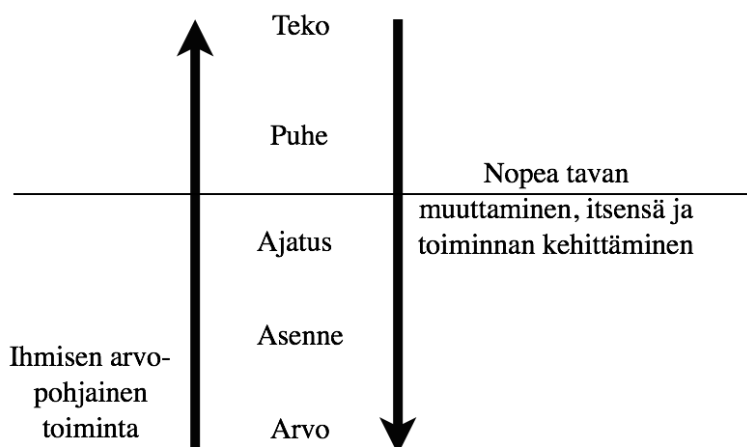 Teko
Puhe
Nopea tavan
muuttaminen, itsensä ja
toiminnan kehittäminen
Ajatus
Asenne
Ihmisen arvo-
pohjainen
toiminta
Arvo